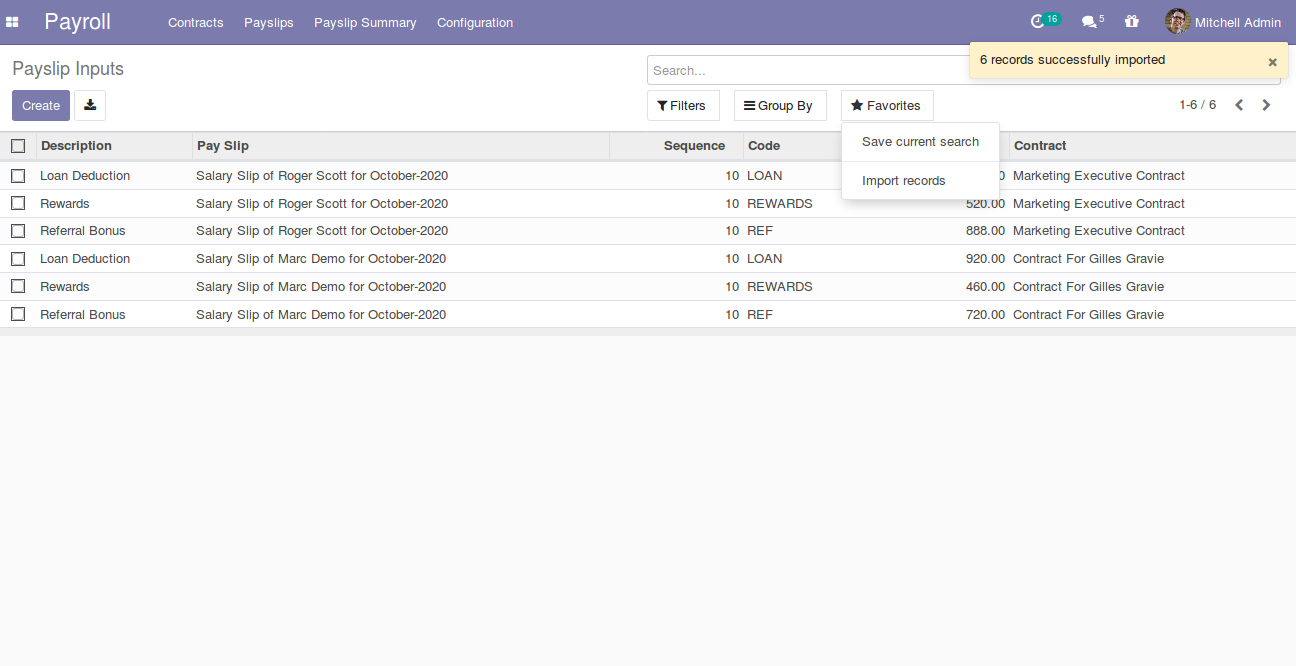 Payroll Contracts Payslips Payslip Summary Configuration 16 5 Mitchell Admin
6 records successfully imported ×
Payslip Inputs
Search...
Create Filters Group By Favorites 1-6 / 6
Save current search
Import records
Description Pay Slip Sequence Code Contract
Loan Deduction Salary Slip of Roger Scott for October-2020 10 LOAN 0 Marketing Executive Contract
Rewards Salary Slip of Roger Scott for October-2020 10 REWARDS 520.00 Marketing Executive Contract
Referral Bonus Salary Slip of Roger Scott for October-2020 10 REF 888.00 Marketing Executive Contract
Loan Deduction Salary Slip of Marc Demo for October-2020 10 LOAN 920.00 Contract For Gilles Gravie
Rewards Salary Slip of Marc Demo for October-2020 10 REWARDS 460.00 Contract For Gilles Gravie
Referral Bonus Salary Slip of Marc Demo for October-2020 10 REF 720.00 Contract For Gilles Gravie